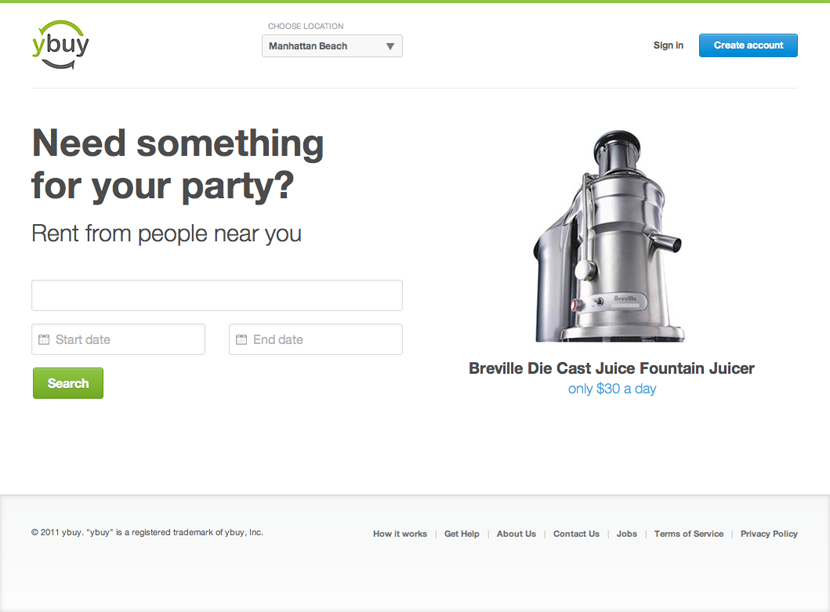 ybuy
CHOOSE LOCATION
Manhattan Beach
Sign in
Create account
Need something
for your party?
Rent from people near you
Start date
End date
Search
Breville
Breville Die Cast Juice Fountain Juicer
only $30 a day
© 2011 ybuy. "ybuy" is a registered trademark of ybuy, Inc.
How it works | Get Help | About Us | Contact Us | Jobs | Terms of Service | Privacy Policy